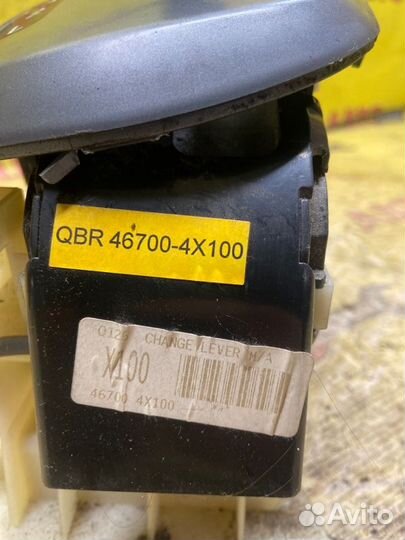 QBR 46700-4X100
CHANGE LEVER M/A
X100
46700 4X100
Avito